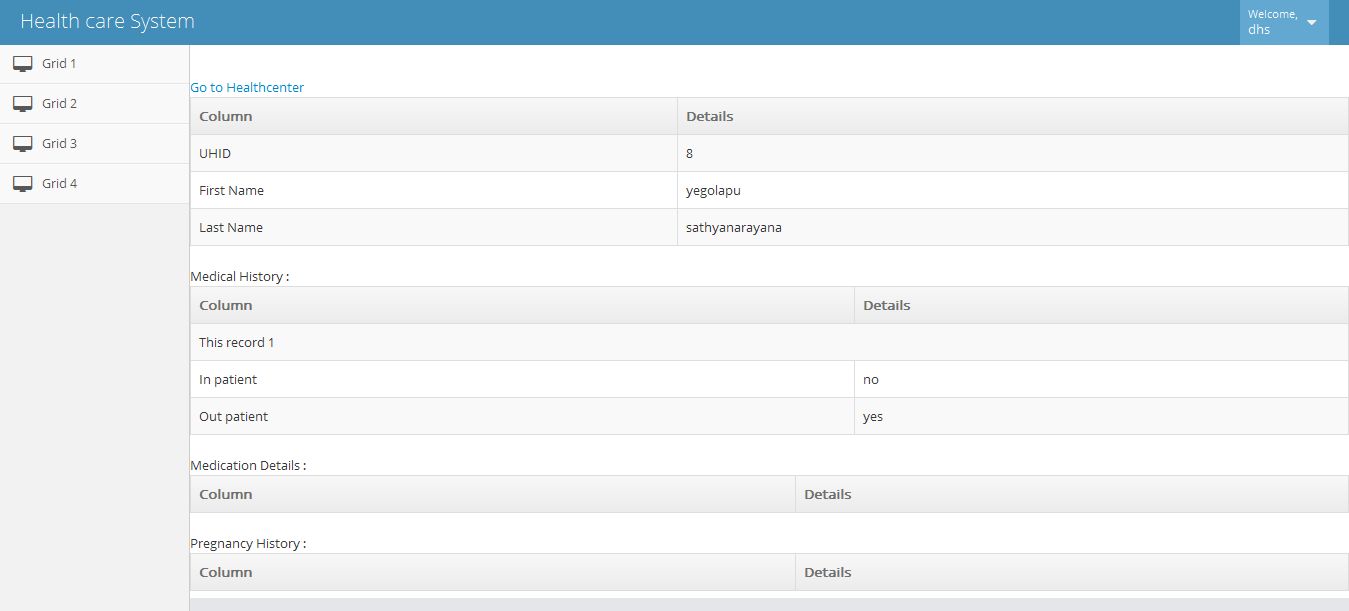 Health care System
Welcome,
dhs
Grid 1
Grid 2
Grid 3
Grid 4
Go to Healthcenter
Column Details
UHID 8
First Name yegolapu
Last Name sathyanarayana
Medical History :
Column Details
This record 1
In patient no
Out patient yes
Medication Details :
Column Details
Pregnancy History :
Column Details